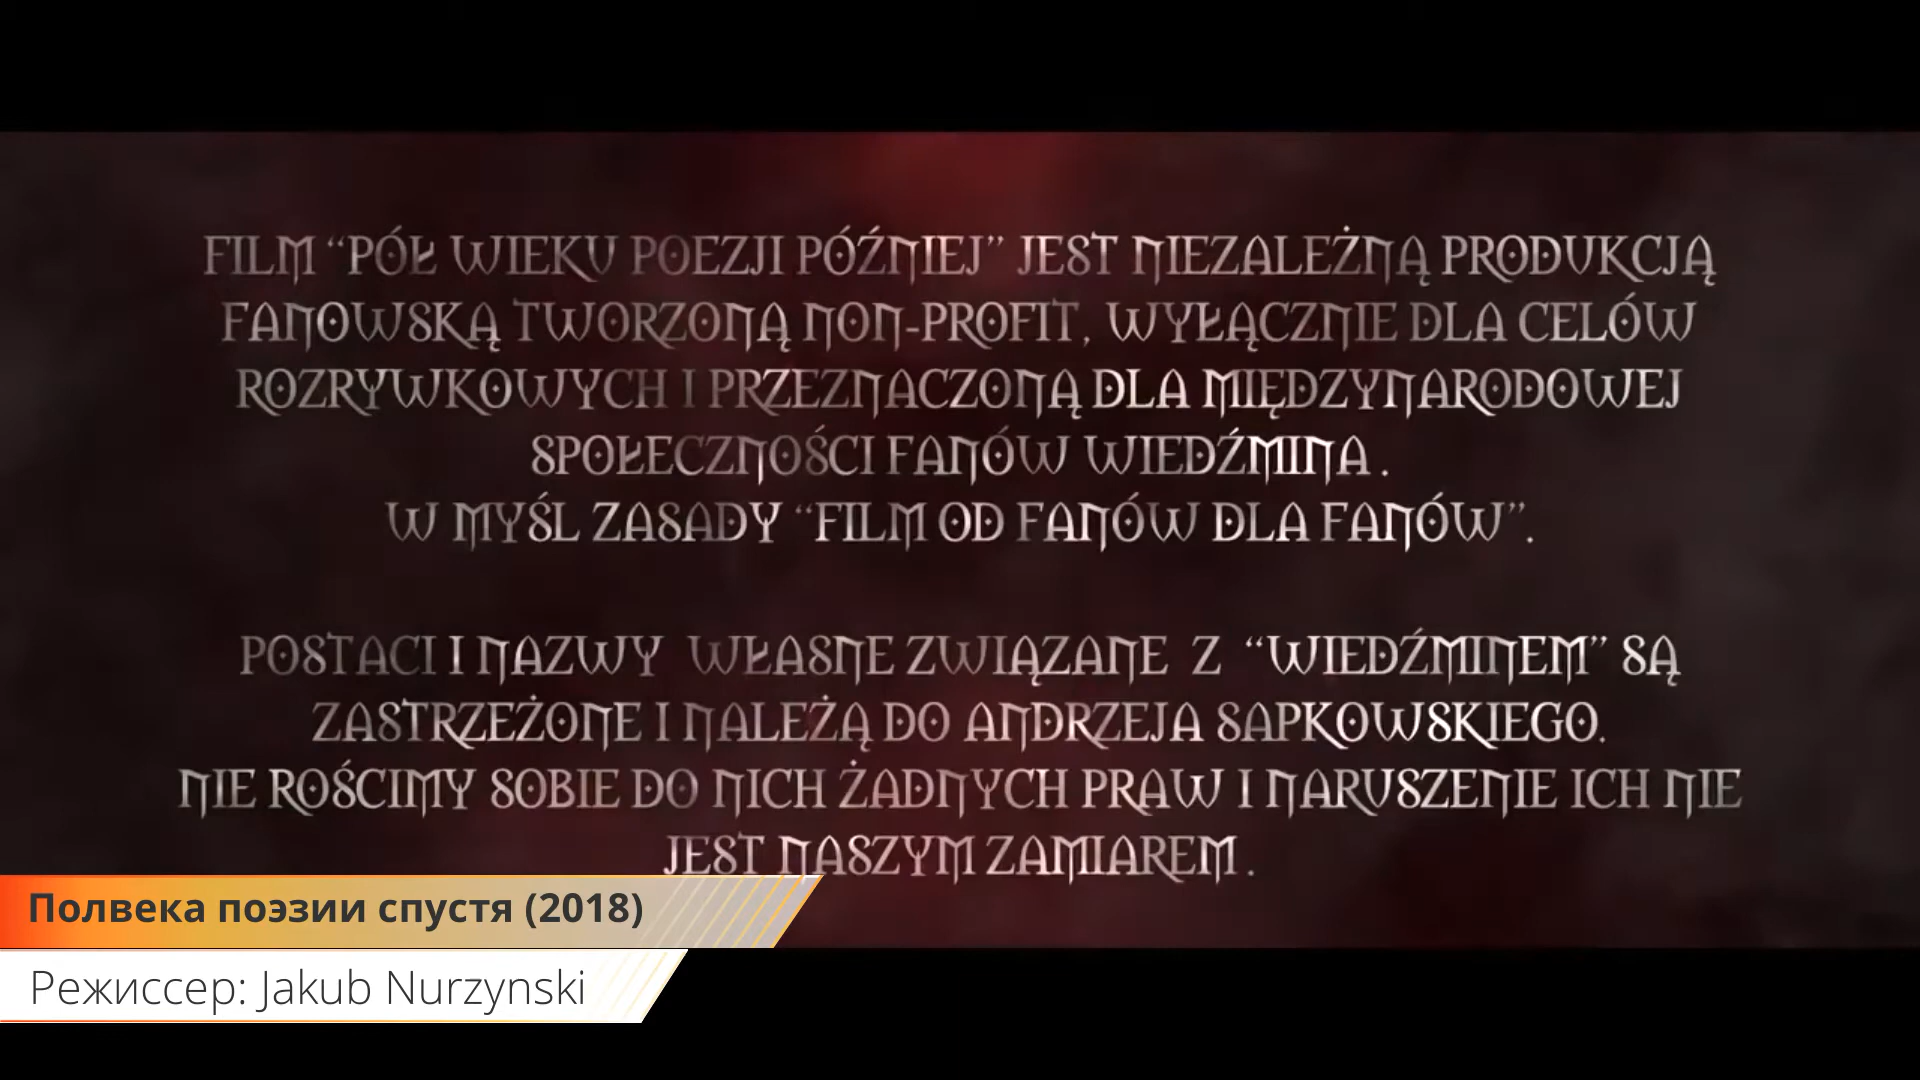 FILM “PÓŁ WIEKU POEZJI PÓŹNIEJ” JEST NIEZALEŻNĄ PRODUKCJĄ
FANOWSKĄ TWORZONĄ NON-PROFIT, WYŁĄCZNIE DLA CELÓW
ROZRYWKOWYCH I PRZEZNACZONĄ DLA MIĘDZYNARODOWEJ
SPOŁECZNOŚCI FANÓW WIEDŹMINA .
W MYŚL ZASADY “FILM OD FANÓW DLA FANÓW”.
POSTACI I NAZWY WŁASNE ZWIĄZANE Z “WIEDŹMINEM” SĄ
ZASTRZEŻONE I NALEŻĄ DO ANDRZEJA SAPKOWSKIEGO.
NIE ROŚCIMY SOBIE DO NICH ŻADNYCH PRAW I NARUSZENIE ICH NIE
JEST NASZYM ZAMIAREM .
Полвека поэзии спустя (2018)
Режиссер: Jakub Nurzynski